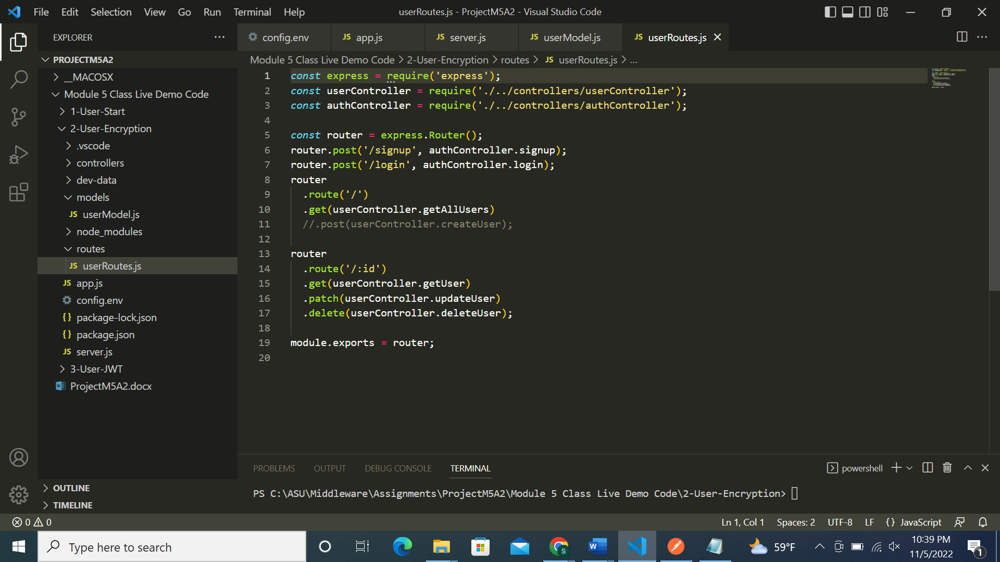 File Edit Selection View Go Run Terminal Help
userRoutes.js - ProjectM5A2 - Visual Studio Code
EXPLORER
PROJECTM5A2
__MACOSX
Module 5 Class Live Demo Code
1-User-Start
2-User-Encryption
.vscode
controllers
dev-data
models
JS userModel.js
node_modules
routes
JS userRoutes.js
JS app.js
config.env
{} package-lock.json
{} package.json
JS server.js
3-User-JWT
ProjectM5A2.docx
OUTLINE
TIMELINE
config.env JS app.js JS server.js JS userModel.js JS userRoutes.js
Module 5 Class Live Demo Code > 2-User-Encryption > routes > JS userRoutes.js > ...
1 const express = require('express');
2 const userController = require('./../controllers/userController');
3 const authController = require('./../controllers/authController');
4
5 const router = express.Router();
6 router.post('/signup', authController.signup);
7 router.post('/login', authController.login);
8 router
9 .route('/')
10 .get(userController.getAllUsers)
11 //.post(userController.createUser);
12
13 router
14 .route('/:id')
15 .get(userController.getUser)
16 .patch(userController.updateUser)
17 .delete(userController.deleteUser);
18
19 module.exports = router;
20
PROBLEMS OUTPUT DEBUG CONSOLE TERMINAL
powershell
PS C:\ASU\Middleware\Assignments\ProjectM5A2\Module 5 Class Live Demo Code\2-User-Encryption>
0 0
Ln 1, Col 1 Spaces: 2 UTF-8 LF {} JavaScript
Type here to search
59°F
10:39 PM
11/5/2022
1